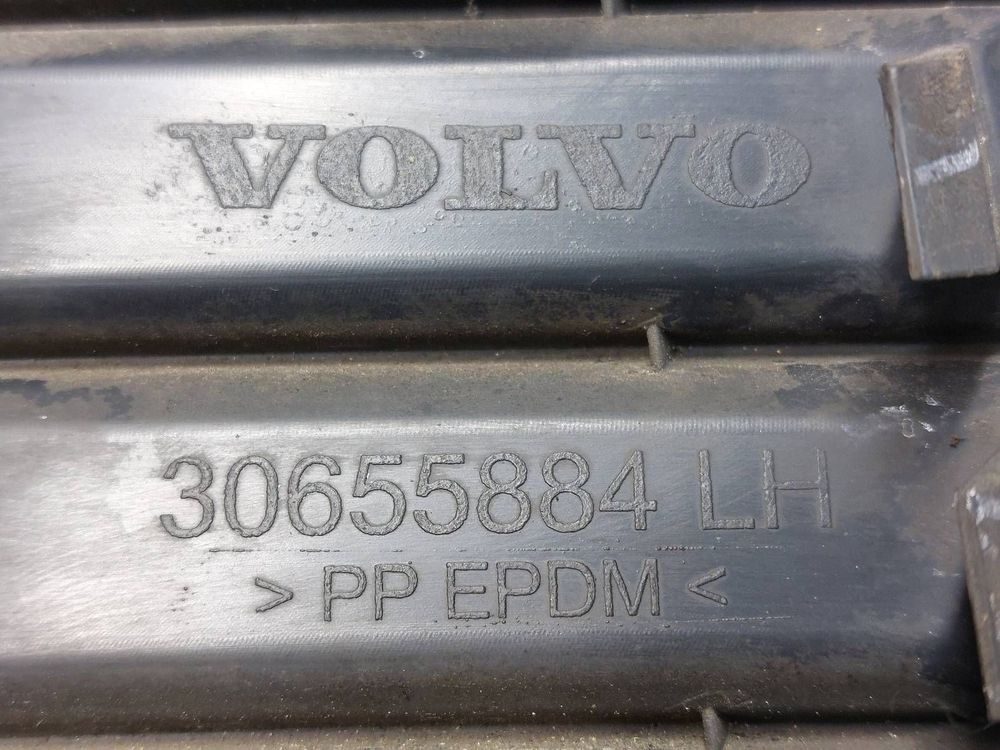 VOLVO
30655884 LH
> PP EPDM <